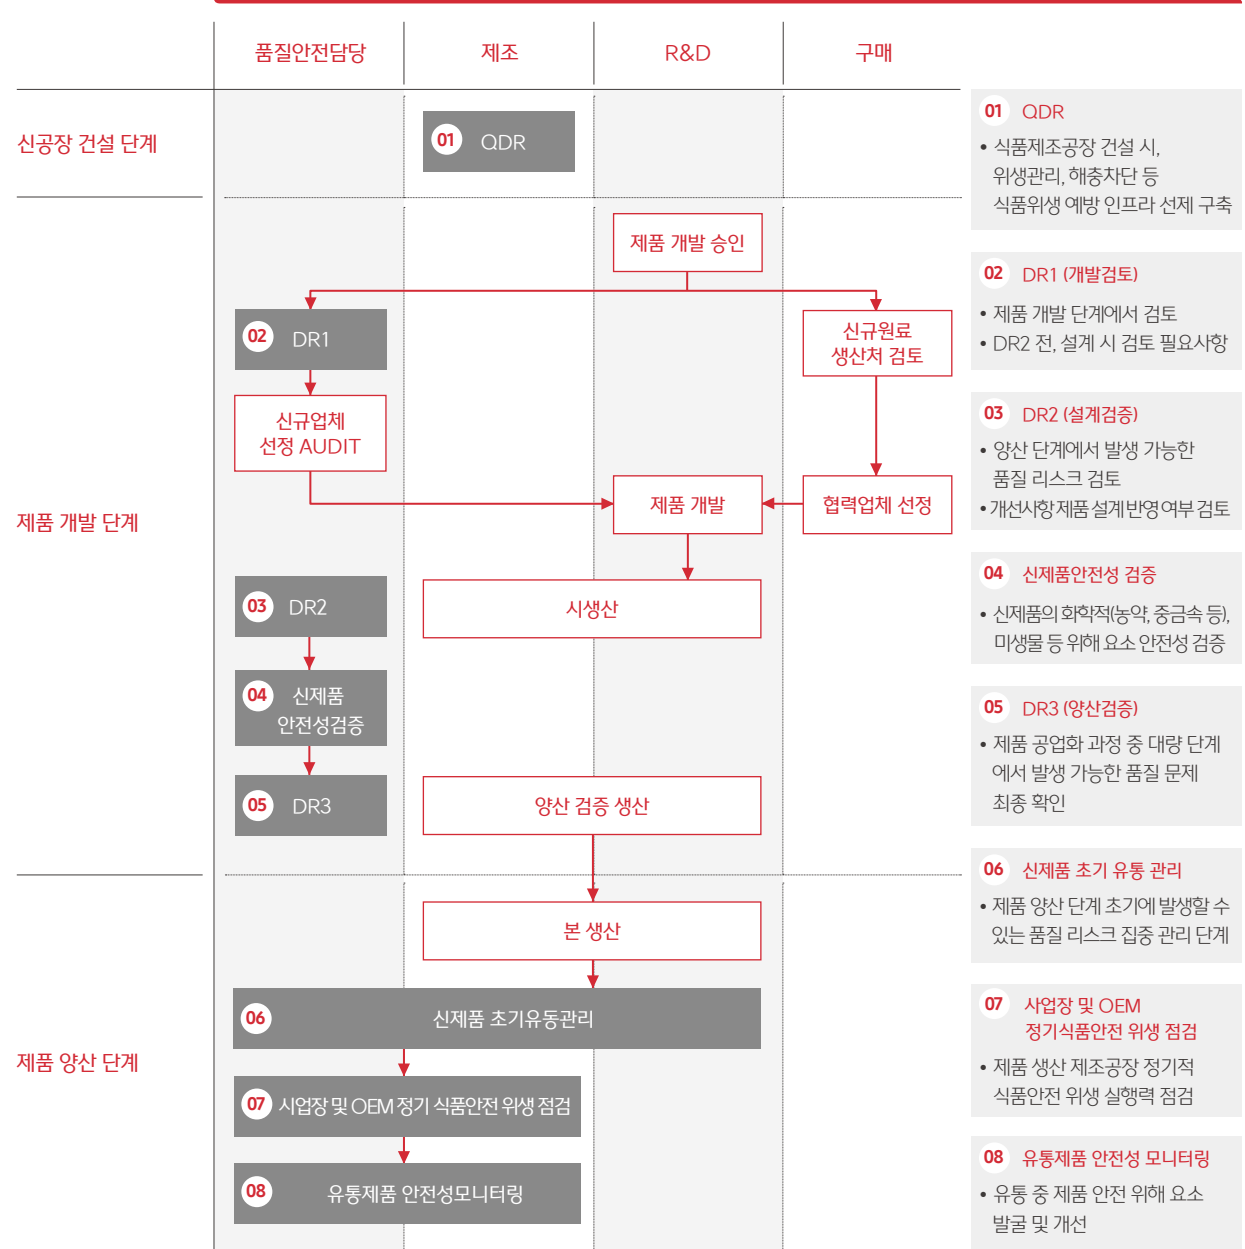 품질안전담당
제조
R&D
구매
신공장 건설 단계
01 QDR
제품 개발 단계
제품 개발 승인
02 DR1
신규원료
생산처 검토
신규업체
선정 AUDIT
제품 개발
협력업체 선정
03 DR2
시생산
04 신제품
안전성검증
05 DR3
양산 검증 생산
제품 양산 단계
본 생산
06 신제품 초기유동관리
07 사업장 및 OEM 정기 식품안전 위생 점검
08 유통제품 안전성모니터링
01 QDR
• 식품제조공장 건설 시,
위생관리, 해충차단 등
식품위생 예방 인프라 선제 구축
02 DR1 (개발검토)
• 제품 개발 단계에서 검토
• DR2 전, 설계 시 검토 필요사항
03 DR2 (설계검증)
• 양산 단계에서 발생 가능한
품질 리스크 검토
• 개선사항 제품 설계 반영 여부 검토
04 신제품안전성 검증
• 신제품의 화학적(농약, 중금속 등),
미생물 등 위해 요소 안전성 검증
05 DR3 (양산검증)
• 제품 공업화 과정 중 대량 단계
에서 발생 가능한 품질 문제
최종 확인
06 신제품 초기 유통 관리
• 제품 양산 단계 초기에 발생할 수
있는 품질 리스크 집중 관리 단계
07 사업장 및 OEM
정기식품안전 위생 점검
• 제품 생산 제조공장 정기적
식품안전 위생 실행력 점검
08 유통제품 안전성 모니터링
• 유통 중 제품 안전 위해 요소
발굴 및 개선